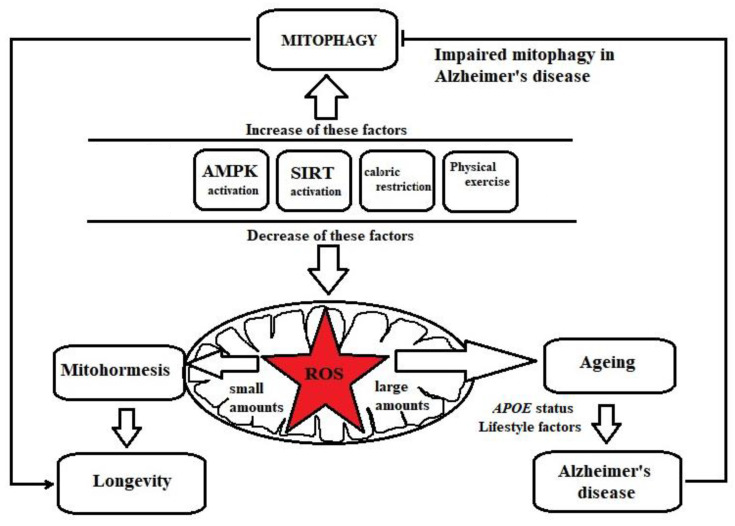 MITOPHAGY
Impaired mitophagy in
Alzheimer's disease
Increase of these factors
AMPK
activation
SIRT
activation
caloric
restriction
Physical
exercise
Decrease of these factors
Mitohormesis
ROS
small
amounts
large
amounts
Ageing
APOE status
Lifestyle factors
Longevity
Alzheimer's
disease